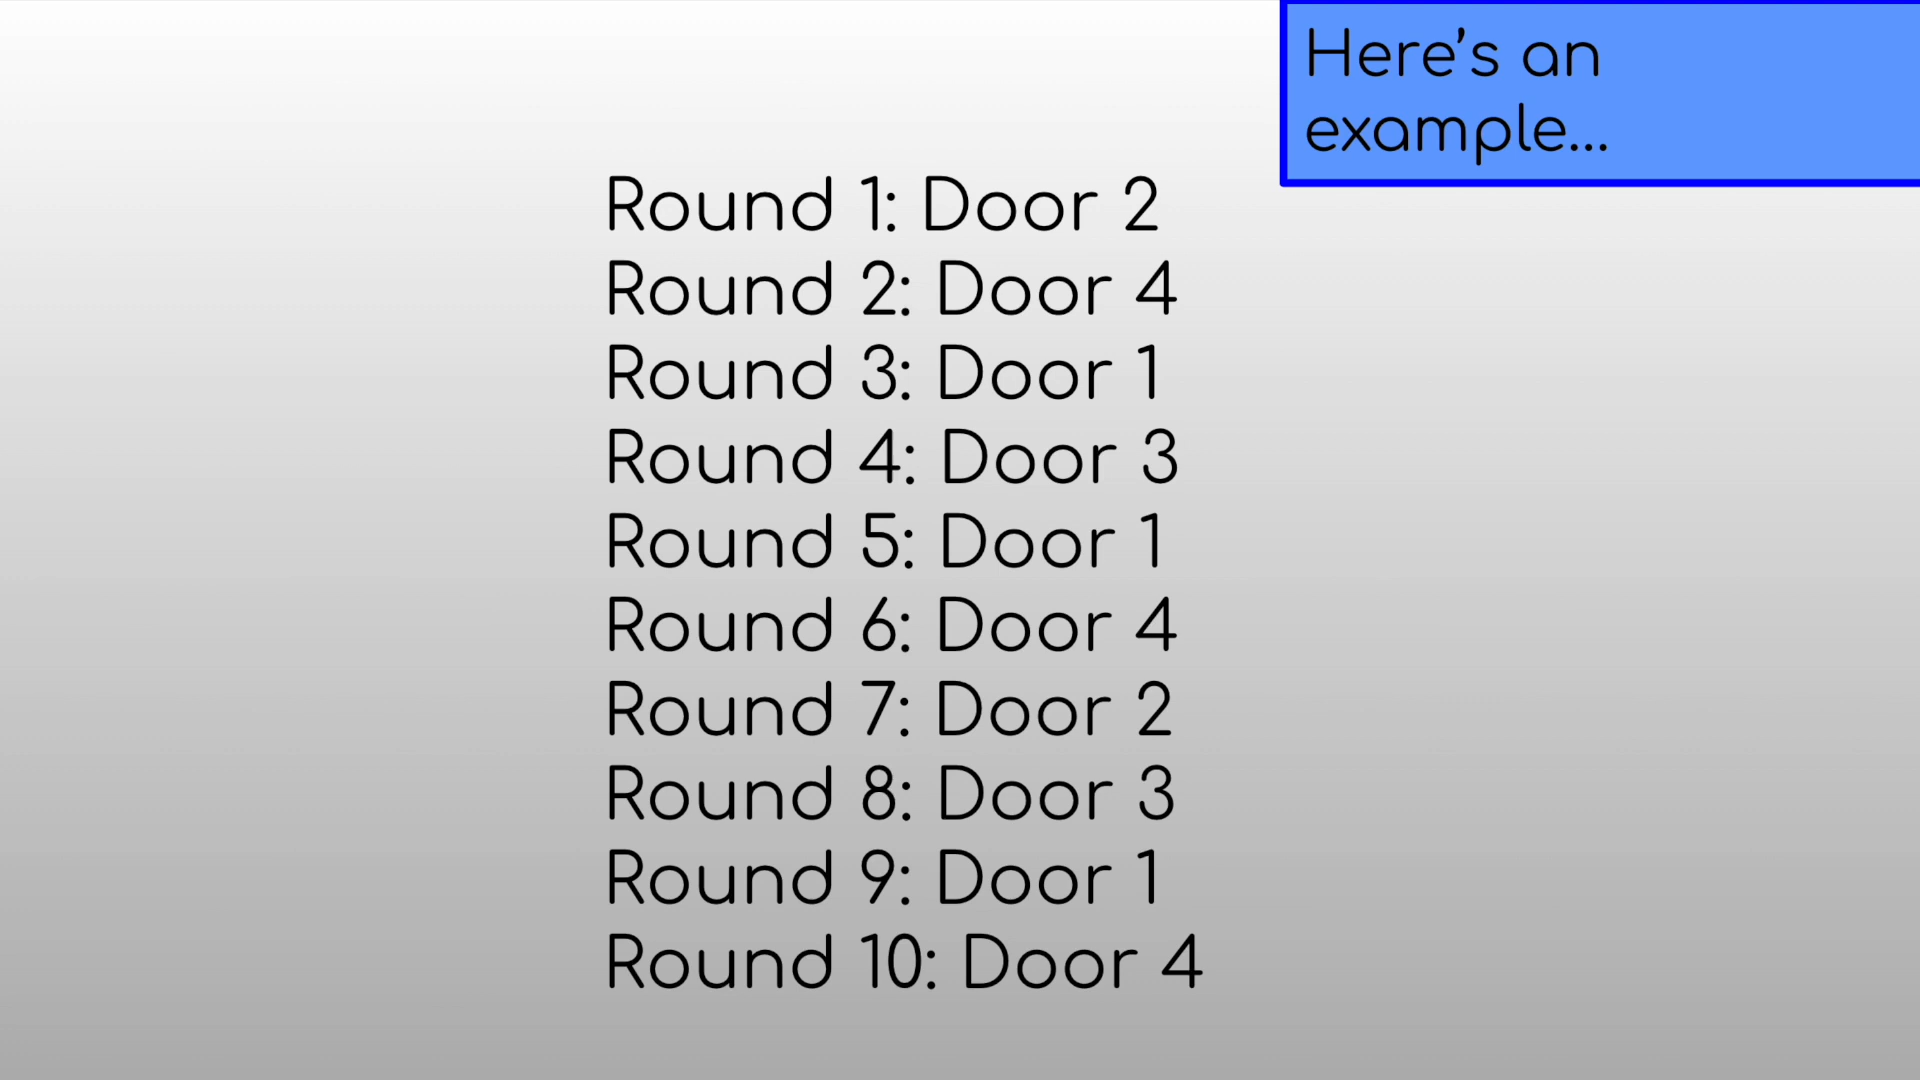 Here’s an
example...
Round 1: Door 2
Round 2: Door 4
Round 3: Door 1
Round 4: Door 3
Round 5: Door 1
Round 6: Door 4
Round 7: Door 2
Round 8: Door 3
Round 9: Door 1
Round 10: Door 4